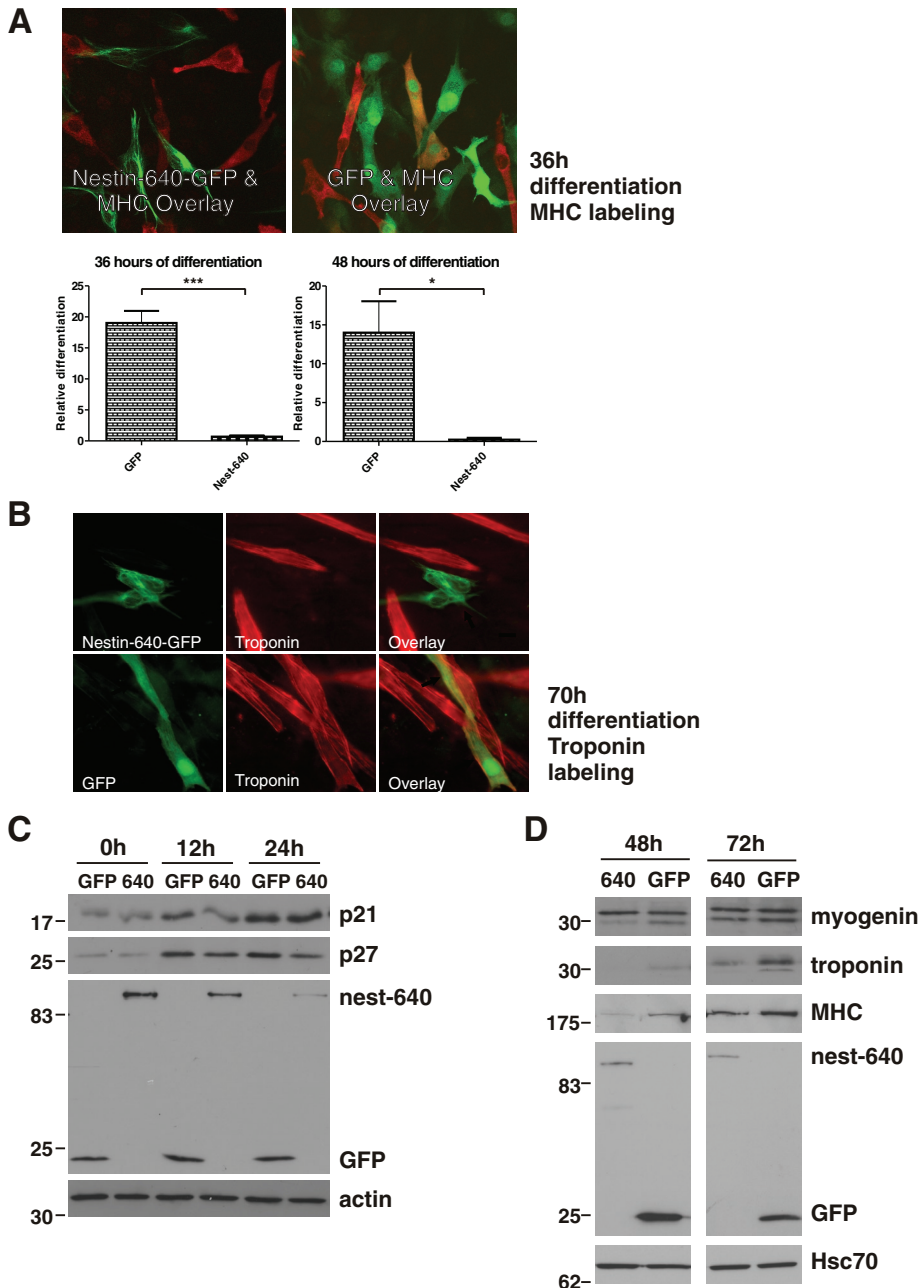 A
Nestin-640-GFP &
MHC Overlay
GFP & MHC
Overlay
36h
differentiation
MHC labeling
36 hours of differentiation
***
Relative differentiation
25
20
15
10
5
0
GFP
Nest-640
48 hours of differentiation
*
Relative differentiation
20
15
10
5
0
GFP
Nest-640
B
Nestin-640-GFP
Troponin
Overlay
GFP
Troponin
Overlay
70h
differentiation
Troponin
labeling
C
0h 12h 24h
GFP 640 GFP 640 GFP 640
17 p21
25 p27
nest-640
83
25
GFP
actin
30
D
48h 72h
640 GFP 640 GFP
30 myogenin
30 troponin
175 MHC
nest-640
83
25 GFP
Hsc70
62